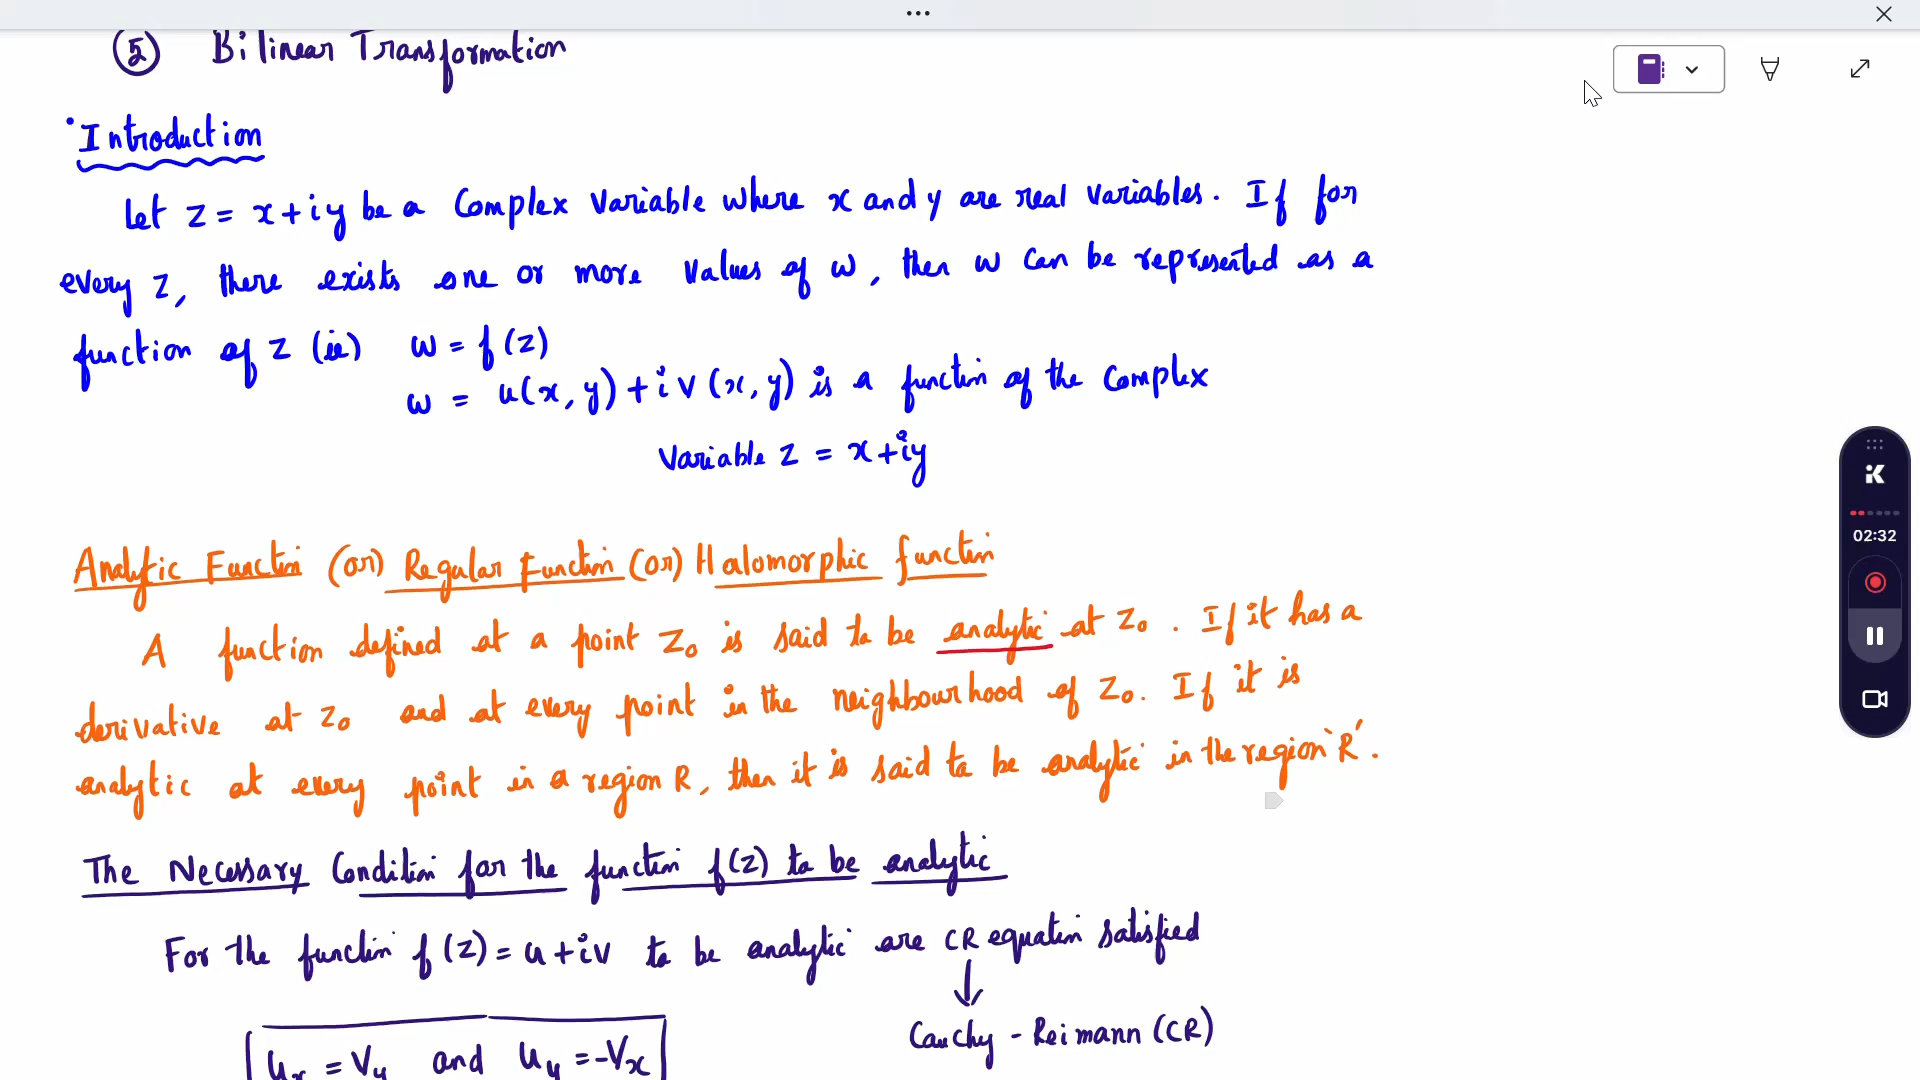 ⑤ Bilinear Transformation
Introduction
Let z = x+iy be a Complex Variable where x and y are real variables. If for
every z, there exists one or more values of w, then w can be represented as a
function of z (ie) w = f(z)
w = u(x,y)+iv(x,y) is a function of the Complex
Variable z = x+iy
Analytic Function (or) Regular Function (or) Halomorphic function
A function defined at a point z₀ is said to be analytic at z₀. If it has a
derivative at z₀ and at every point in the neighbourhood of z₀. If it is
analytic at every point in a region R, then it is said to be analytic in the region `R'.
The Necessary Condition for the function f(z) to be analytic
For the function f(z) = u+iv to be analytic are CR equation satisfied
Cauchy - Reimann (CR)
uₓ = Vy and uy = -Vₓ
02:32